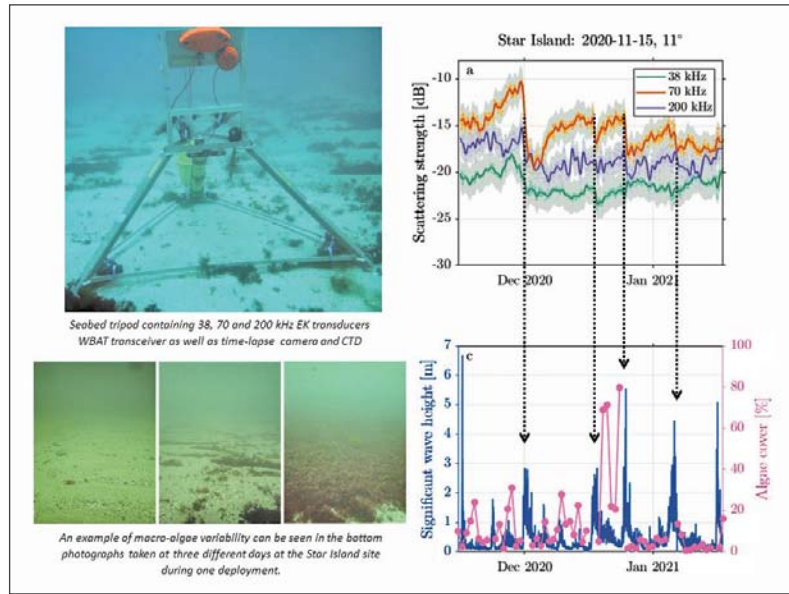 Star Island: 2020-11-15, 11°
a
38 kHz
70 kHz
200 kHz
Scattering strength [dB]
-10
-15
-20
-25
-30
Dec 2020
Jan 2021
Seabed tripod containing 38, 70 and 200 kHz EK transducers
WBAT transceiver as well as time-lapse camera and CTD
c
Significant wave height [m]
7
6
5
4
3
2
1
0
Algae cover [%]
100
80
60
40
20
0
Dec 2020
Jan 2021
An example of macro-algae variability can be seen in the bottom
photographs taken at three different days at the Star Island site
during one deployment.